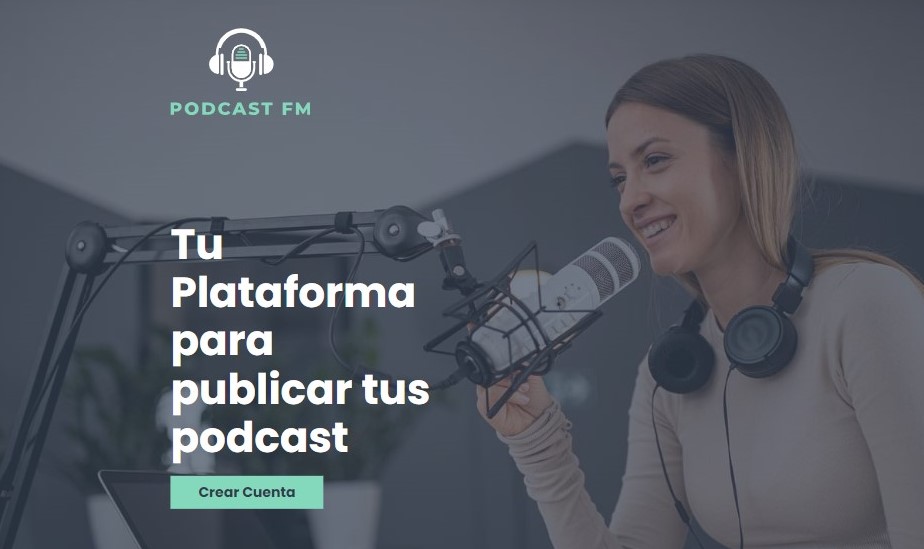 PODCAST FM
Tu
Plataforma
para
publicar tus
podcast
Crear Cuenta